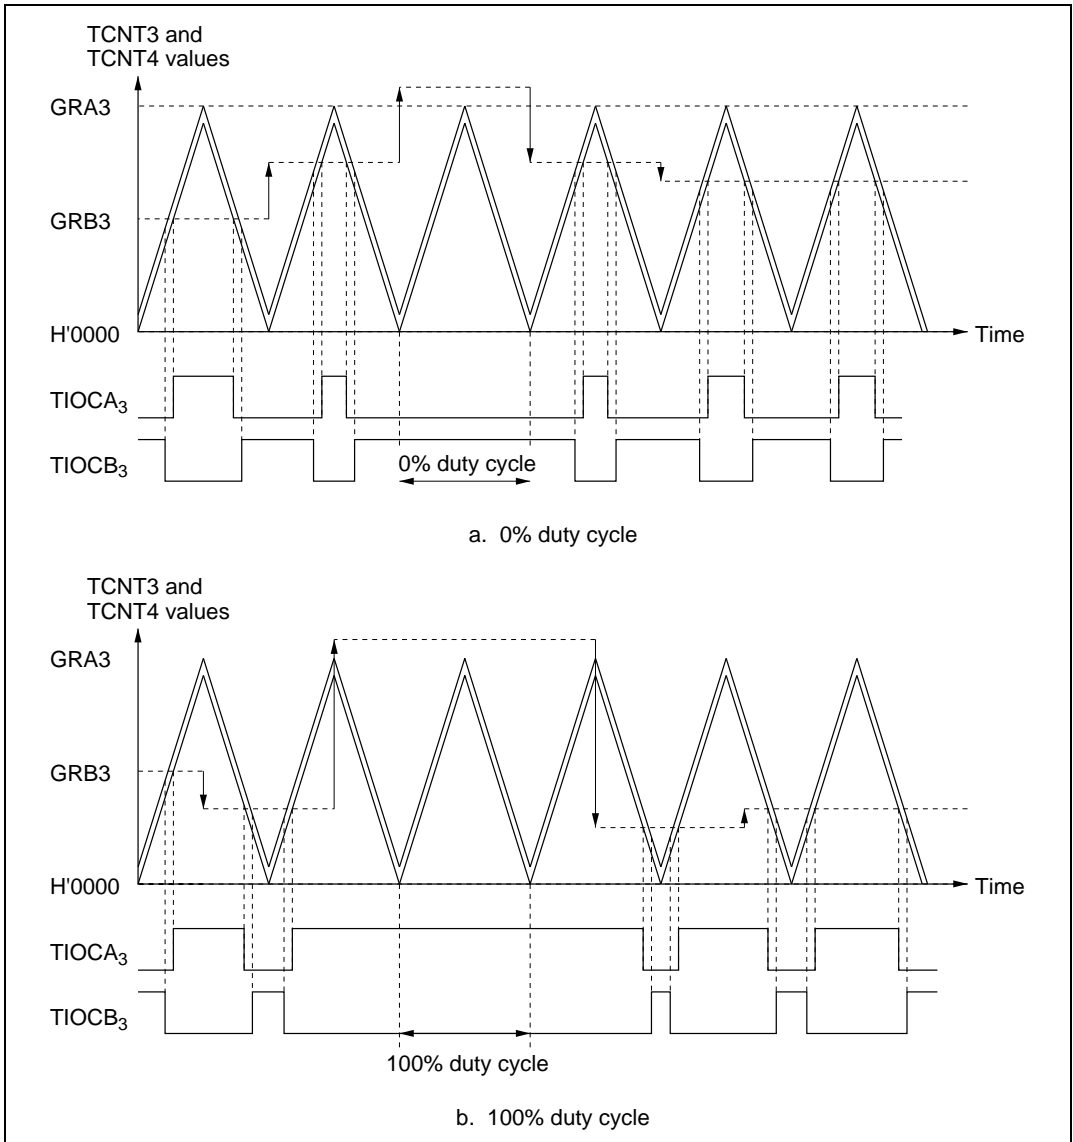 TCNT3 and
TCNT4 values
GRA3
GRB3
H'0000
Time
TIOCA3
TIOCB3
0% duty cycle
a. 0% duty cycle
TCNT3 and
TCNT4 values
GRA3
GRB3
H'0000
Time
TIOCA3
TIOCB3
100% duty cycle
b. 100% duty cycle